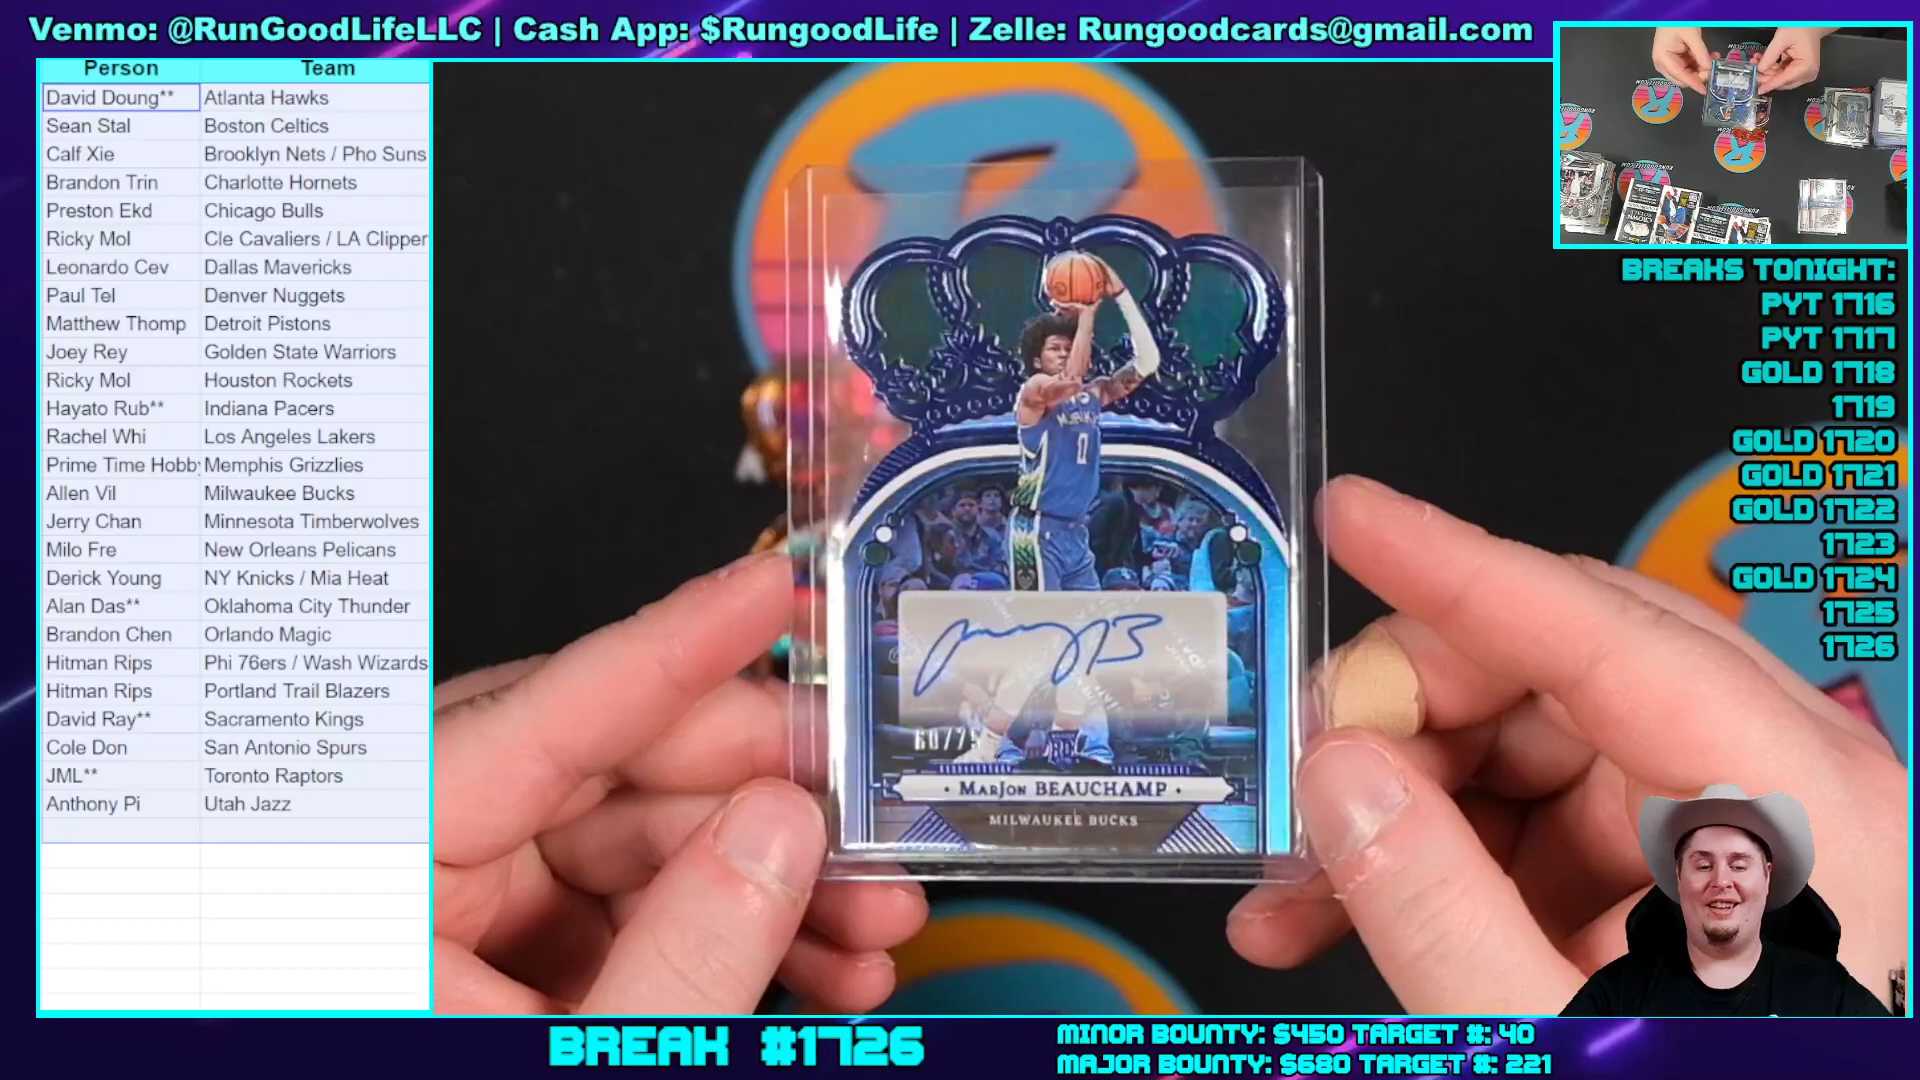 Venmo: @RunGoodLifeLLC | Cash App: $RungoodLife | Zelle: Rungoodcards@gmail.com
Person Team
David Doung** Atlanta Hawks
Sean Stal Boston Celtics
Calf Xie Brooklyn Nets / Pho Suns
Brandon Trin Charlotte Hornets
Preston Ekd Chicago Bulls
Ricky Mol Cle Cavaliers / LA Clipper
Leonardo Cev Dallas Mavericks
Paul Tel Denver Nuggets
Matthew Thomp Detroit Pistons
Joey Rey Golden State Warriors
Ricky Mol Houston Rockets
Hayato Rub** Indiana Pacers
Rachel Whi Los Angeles Lakers
Prime Time Hobby Memphis Grizzlies
Allen Vil Milwaukee Bucks
Jerry Chan Minnesota Timberwolves
Milo Fre New Orleans Pelicans
Derick Young NY Knicks / Mia Heat
Alan Das** Oklahoma City Thunder
Brandon Chen Orlando Magic
Hitman Rips Phi 76ers / Wash Wizards
Hitman Rips Portland Trail Blazers
David Ray** Sacramento Kings
Cole Don San Antonio Spurs
JML** Toronto Raptors
Anthony Pi Utah Jazz
0
MarJon BEAUCHAMP
MILWAUKEE BUCKS
BREAKS TONIGHT:
PYT 1716
PYT 1717
GOLD 1718
1719
GOLD 1720
GOLD 1721
GOLD 1722
1723
GOLD 1724
1725
1726
BREAK #1726
MINOR BOUNTY: $450 TARGET #: 40
MAJOR BOUNTY: $680 TARGET #: 221